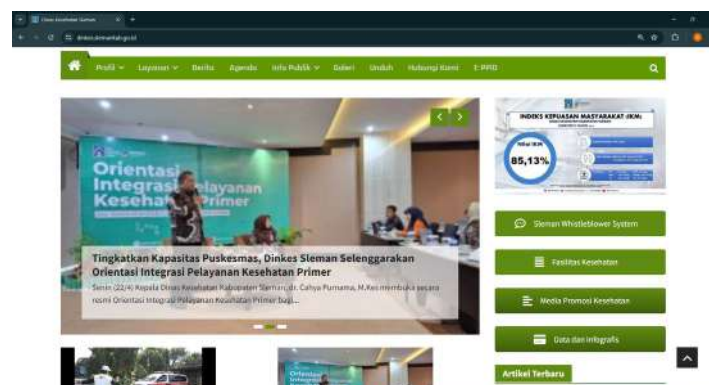 Dinas Kesehatan Sleman
dinkes.slemankab.go.id
Profil
Layanan
Berita
Agenda
Info Publik
Galeri
Unduh
Hubungi Kami
E-PPID
Orientasi
Integrasi Pelayanan
Kesehatan Primer
Tingkatkan Kapasitas Puskesmas, Dinkes Sleman Selenggarakan
Orientasi Integrasi Pelayanan Kesehatan Primer
Senin (22/4) Kepala Dinas Kesehatan Kabupaten Sleman, dr. Cahya Purnama, M.Kes membuka secara
resmi Orientasi Integrasi Pelayanan Kesehatan Primer bagi...
INDEKS KEPUASAN MASYARAKAT (IKM)
Nilai IKM
85,13%
Sleman Whistleblower System
Fasilitas Kesehatan
Media Promosi Kesehatan
Data dan Infografis
Artikel Terbaru